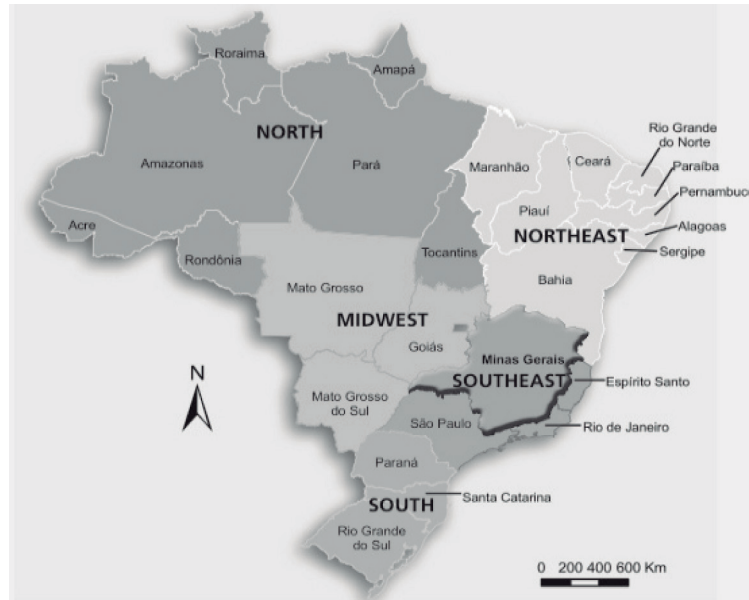 Roraima
Amapá
NORTH
Amazonas
Pará
Acre
Rondônia
Tocantins
Maranhão
Ceará
Rio Grande
do Norte
Paraíba
Pernambuco
Piauí
NORTHEAST
Alagoas
Sergipe
Bahia
Mato Grosso
MIDWEST
Goiás
Minas Gerais
SOUTHEAST
Espírito Santo
Mato Grosso
do Sul
São Paulo
Rio de Janeiro
Paraná
Santa Catarina
SOUTH
Rio Grande
do Sul
N
0 200 400 600 Km